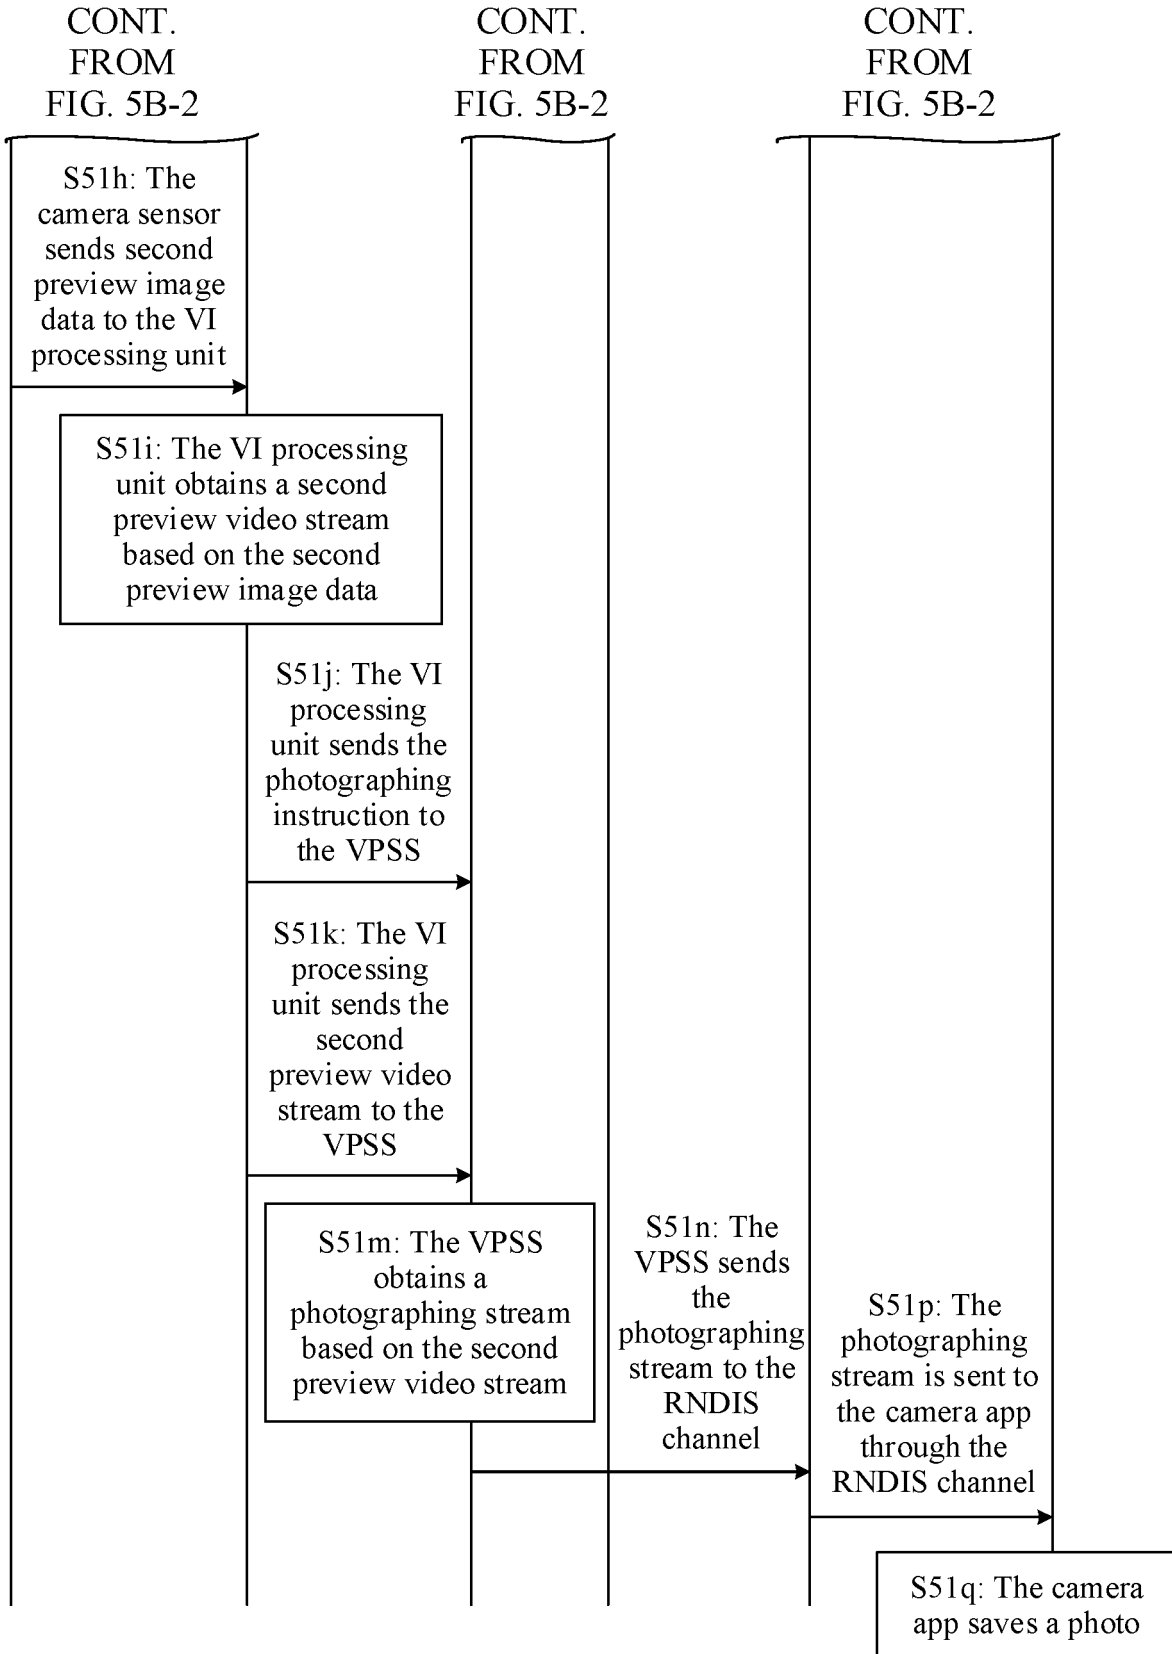 CONT.
FROM
FIG. 5B-2
CONT.
FROM
FIG. 5B-2
CONT.
FROM
FIG. 5B-2
S51h: The
camera sensor
sends second
preview image
data to the VI
processing unit
S51i: The VI processing
unit obtains a second
preview video stream
based on the second
preview image data
S51j: The VI
processing
unit sends the
photographing
instruction to
the VPSS
S51k: The VI
processing
unit sends the
second
preview video
stream to the
VPSS
S51m: The VPSS
obtains a
photographing stream
based on the second
preview video stream
S51n: The
VPSS sends
the
photographing
stream to the
RNDIS
channel
S51p: The
photographing
stream is sent to
the camera app
through the
RNDIS channel
S51q: The camera
app saves a photo